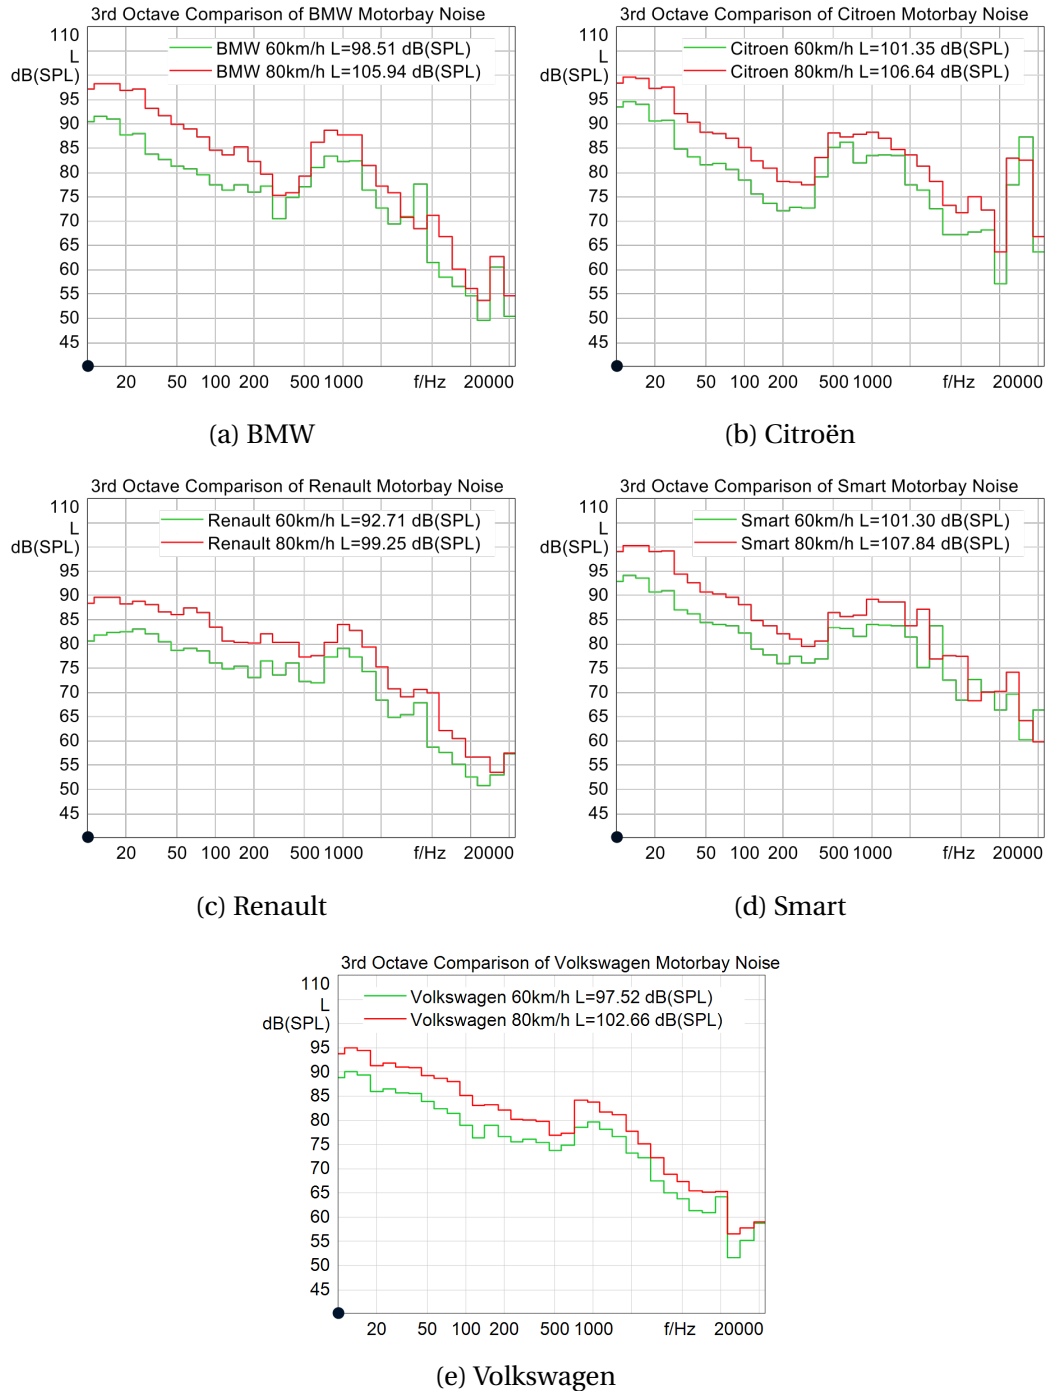 3rd Octave Comparison of BMW Motorbay Noise
110
L
dB(SPL)
95
90
85
80
75
70
65
60
55
50
45
BMW 60km/h L=98.51 dB(SPL)
BMW 80km/h L=105.94 dB(SPL)
20 50 100 200 500 1000 f/Hz 20000
(a) BMW
3rd Octave Comparison of Citroen Motorbay Noise
110
L
dB(SPL)
95
90
85
80
75
70
65
60
55
50
45
Citroen 60km/h L=101.35 dB(SPL)
Citroen 80km/h L=106.64 dB(SPL)
20 50 100 200 500 1000 f/Hz 20000
(b) Citroën
3rd Octave Comparison of Renault Motorbay Noise
110
L
dB(SPL)
95
90
85
80
75
70
65
60
55
50
45
Renault 60km/h L=92.71 dB(SPL)
Renault 80km/h L=99.25 dB(SPL)
20 50 100 200 500 1000 f/Hz 20000
(c) Renault
3rd Octave Comparison of Smart Motorbay Noise
110
L
dB(SPL)
95
90
85
80
75
70
65
60
55
50
45
Smart 60km/h L=101.30 dB(SPL)
Smart 80km/h L=107.84 dB(SPL)
20 50 100 200 500 1000 f/Hz 20000
(d) Smart
3rd Octave Comparison of Volkswagen Motorbay Noise
110
L
dB(SPL)
95
90
85
80
75
70
65
60
55
50
45
Volkswagen 60km/h L=97.52 dB(SPL)
Volkswagen 80km/h L=102.66 dB(SPL)
20 50 100 200 500 1000 f/Hz 20000
(e) Volkswagen